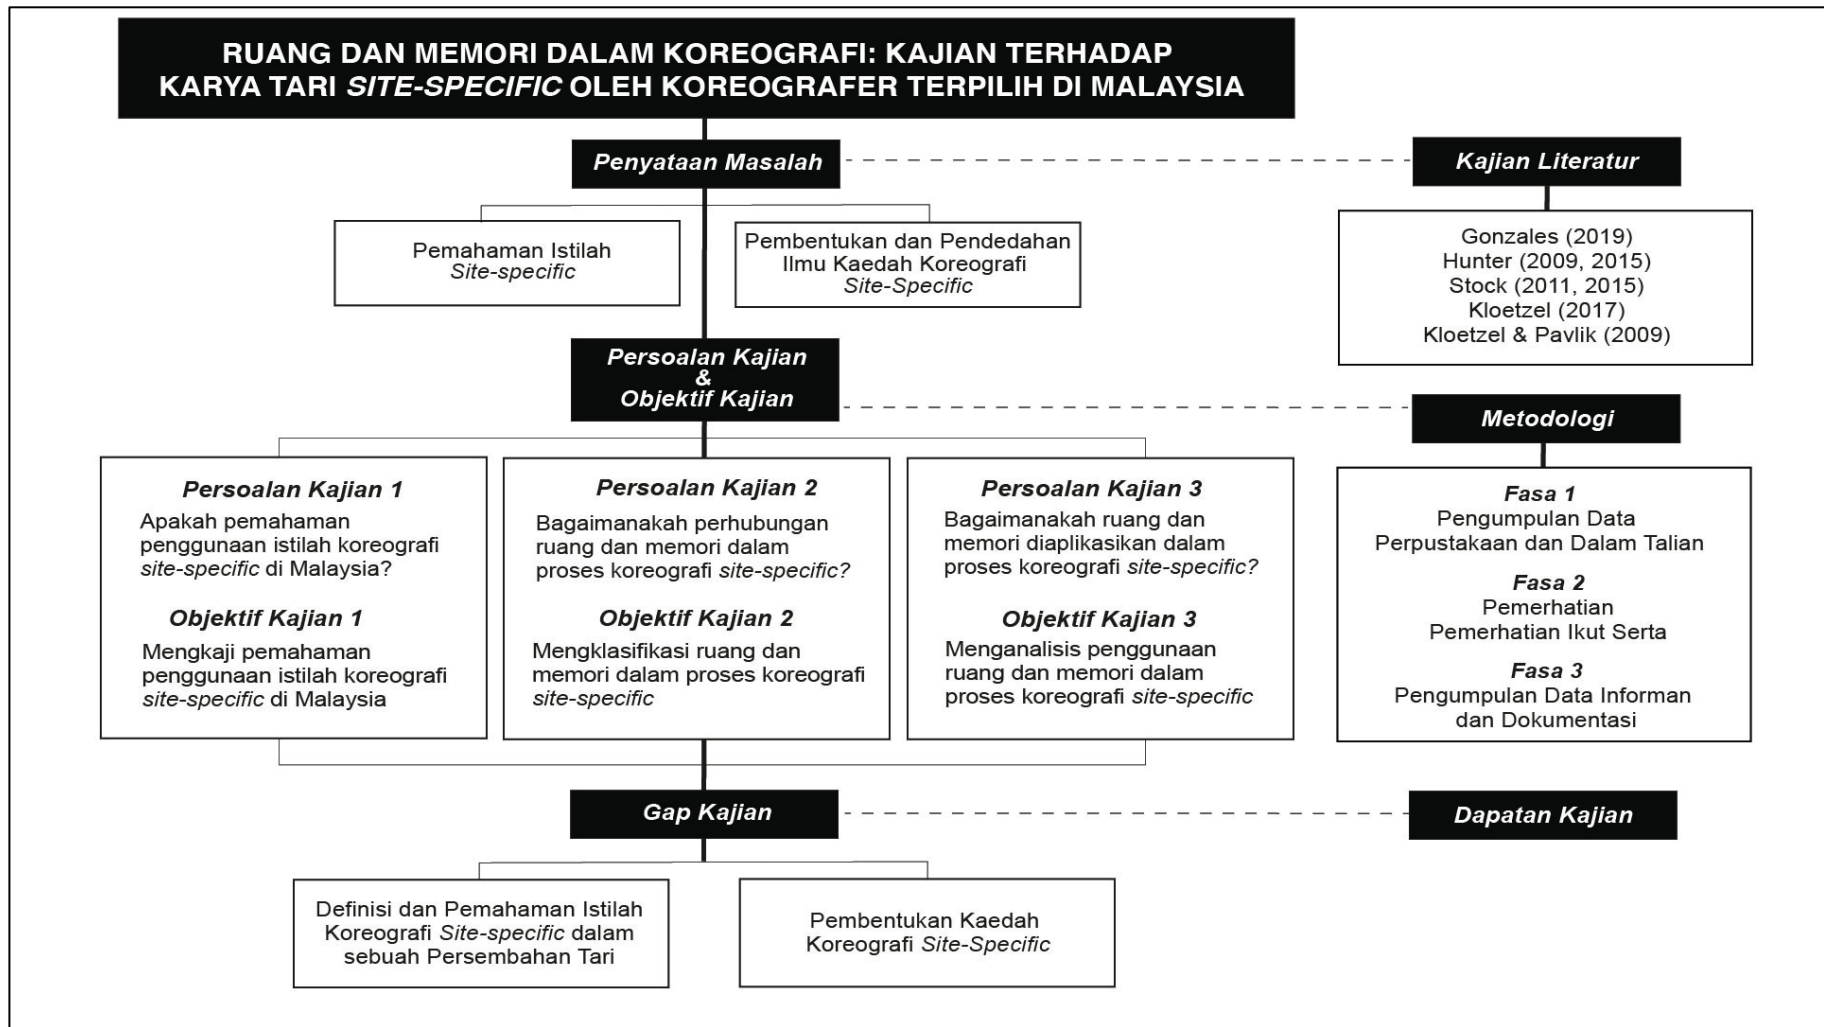 RUANG DAN MEMORI DALAM KOREOGRAFI: KAJIAN TERHADAP
KARYA TARI SITE-SPECIFIC OLEH KOREOGRAFER TERPILIH DI MALAYSIA
Penyataan Masalah
Kajian Literatur
Pemahaman Istilah
Site-specific
Pembentukan dan Pendedahan
Ilmu Kaedah Koreografi
Site-Specific
Gonzales (2019)
Hunter (2009, 2015)
Stock (2011, 2015)
Kloetzel (2017)
Kloetzel & Pavlik (2009)
Persoalan Kajian
&
Objektif Kajian
Metodologi
Persoalan Kajian 1
Apakah pemahaman
penggunaan istilah koreografi
site-specific di Malaysia?
Objektif Kajian 1
Mengkaji pemahaman
penggunaan istilah koreografi
site-specific di Malaysia
Persoalan Kajian 2
Bagaimanakah perhubungan
ruang dan memori dalam
proses koreografi site-specific?
Objektif Kajian 2
Mengklasifikasi ruang dan
memori dalam proses koreografi
site-specific
Persoalan Kajian 3
Bagaimanakah ruang dan
memori diaplikasikan dalam
proses koreografi site-specific?
Objektif Kajian 3
Menganalisis penggunaan
ruang dan memori dalam
proses koreografi site-specific
Fasa 1
Pengumpulan Data
Perpustakaan dan Dalam Talian
Fasa 2
Pemerhatian
Pemerhatian Ikut Serta
Fasa 3
Pengumpulan Data Informan
dan Dokumentasi
Gap Kajian
Dapatan Kajian
Definisi dan Pemahaman Istilah
Koreografi Site-specific dalam
sebuah Persembahan Tari
Pembentukan Kaedah
Koreografi Site-Specific